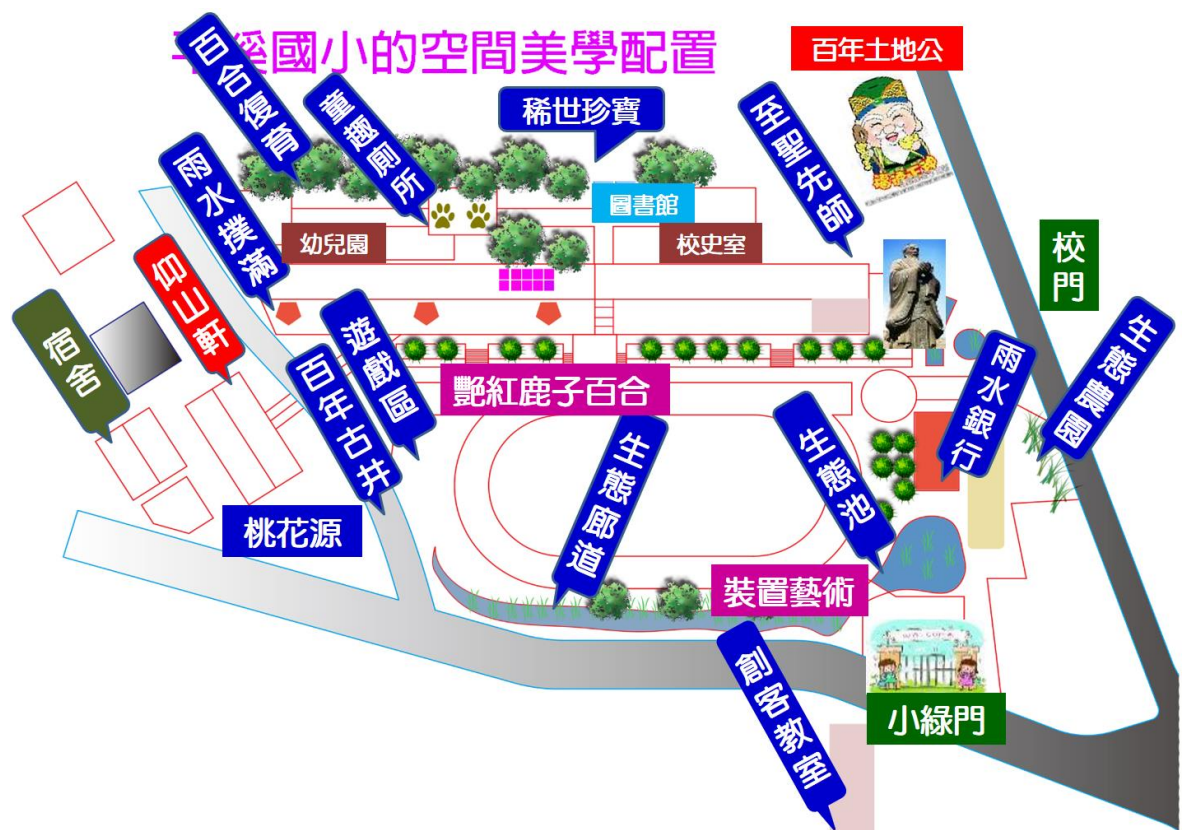 溪國小的空間美學配置
百年土地公
百合復育
童趣廁所
稀世珍寶
至聖先師
雨水撲滿
圖書館
幼兒園
校史室
校門
仰山軒
宿舍
遊戲區
百年古井
艷紅鹿子百合
雨水銀行
生態農園
生態廊道
生態池
桃花源
裝置藝術
創客教室
小綠門